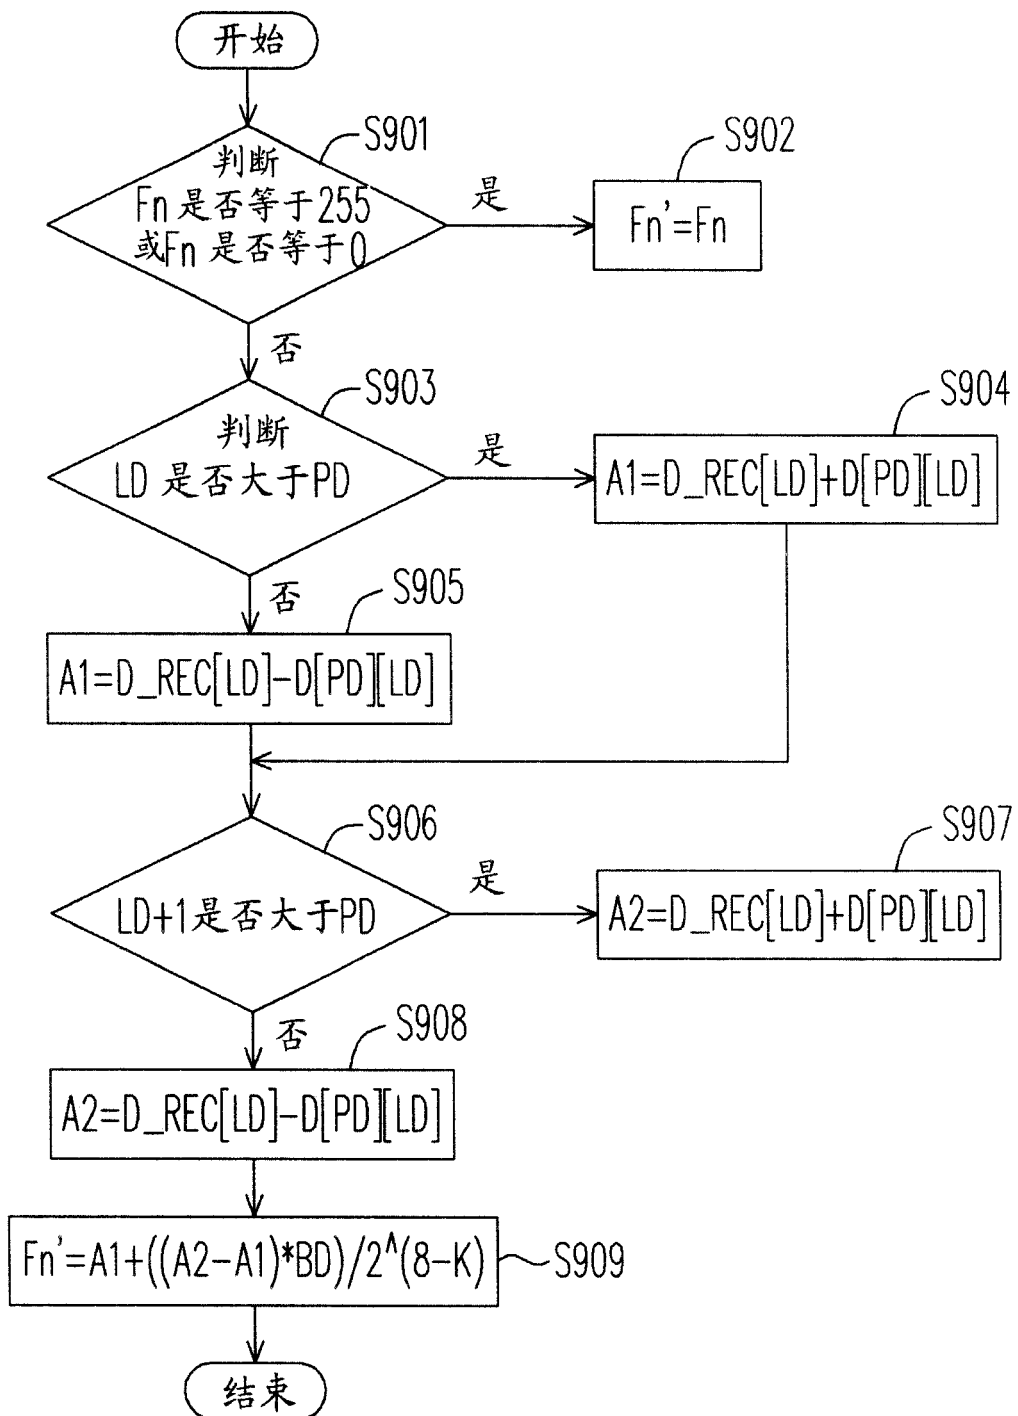 开始
S901
判断
Fn是否等于255
或Fn是否等于0
是
S902
Fn'=Fn
否
S903
判断
LD是否大于PD
是
S904
A1=D_REC[LD]+D[PD][LD]
否
S905
A1=D_REC[LD]-D[PD][LD]
S906
LD+1是否大于PD
是
S907
A2=D_REC[LD]+D[PD][LD]
否
S908
A2=D_REC[LD]-D[PD][LD]
Fn'=A1+((A2-A1)*BD)/2^(8-K)
S909
结束